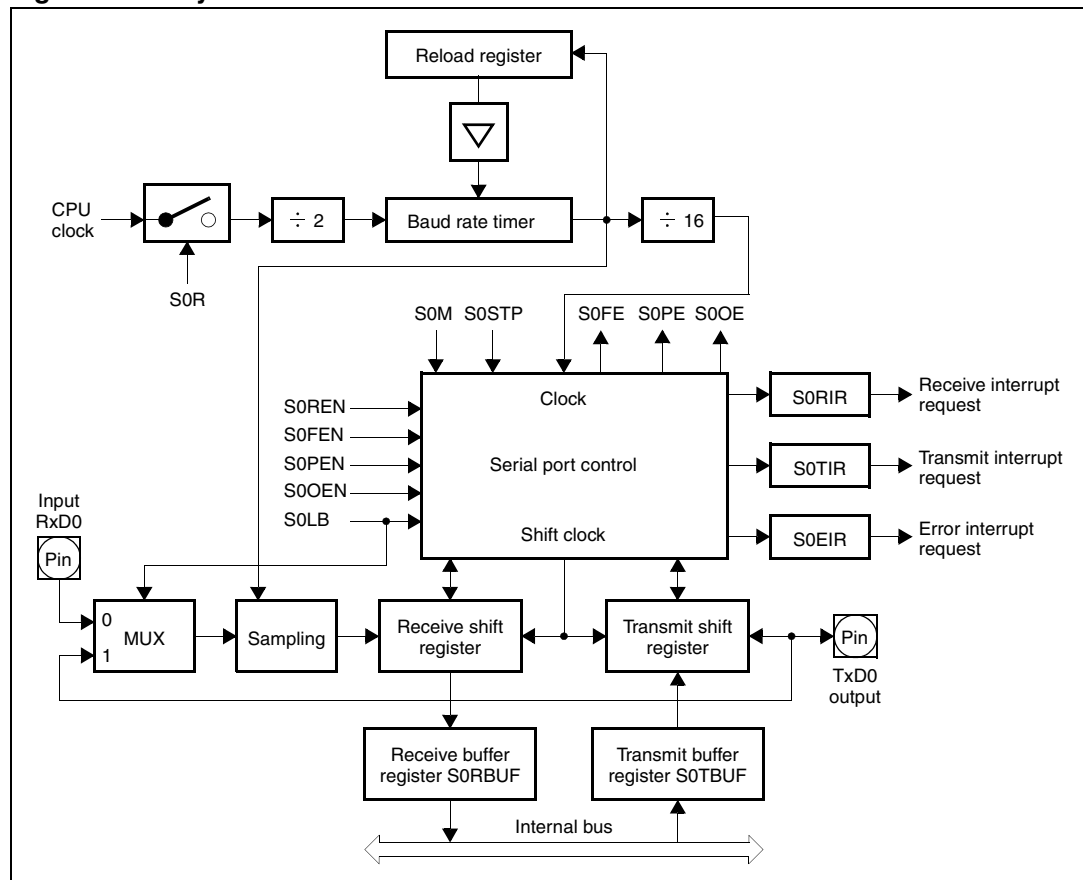 Reload register
CPU
clock
÷ 2
Baud rate timer
÷ 16
S0R
S0M S0STP S0FE S0PE S0OE
Clock
S0REN
S0FEN
S0PEN
S0OEN
S0LB
Serial port control
Shift clock
S0RIR
Receive interrupt
request
S0TIR
Transmit interrupt
request
S0EIR
Error interrupt
request
Input
RxD0
Pin
0
MUX
1
Sampling
Receive shift
register
Transmit shift
register
Pin
TxD0
output
Receive buffer
register S0RBUF
Transmit buffer
register S0TBUF
Internal bus